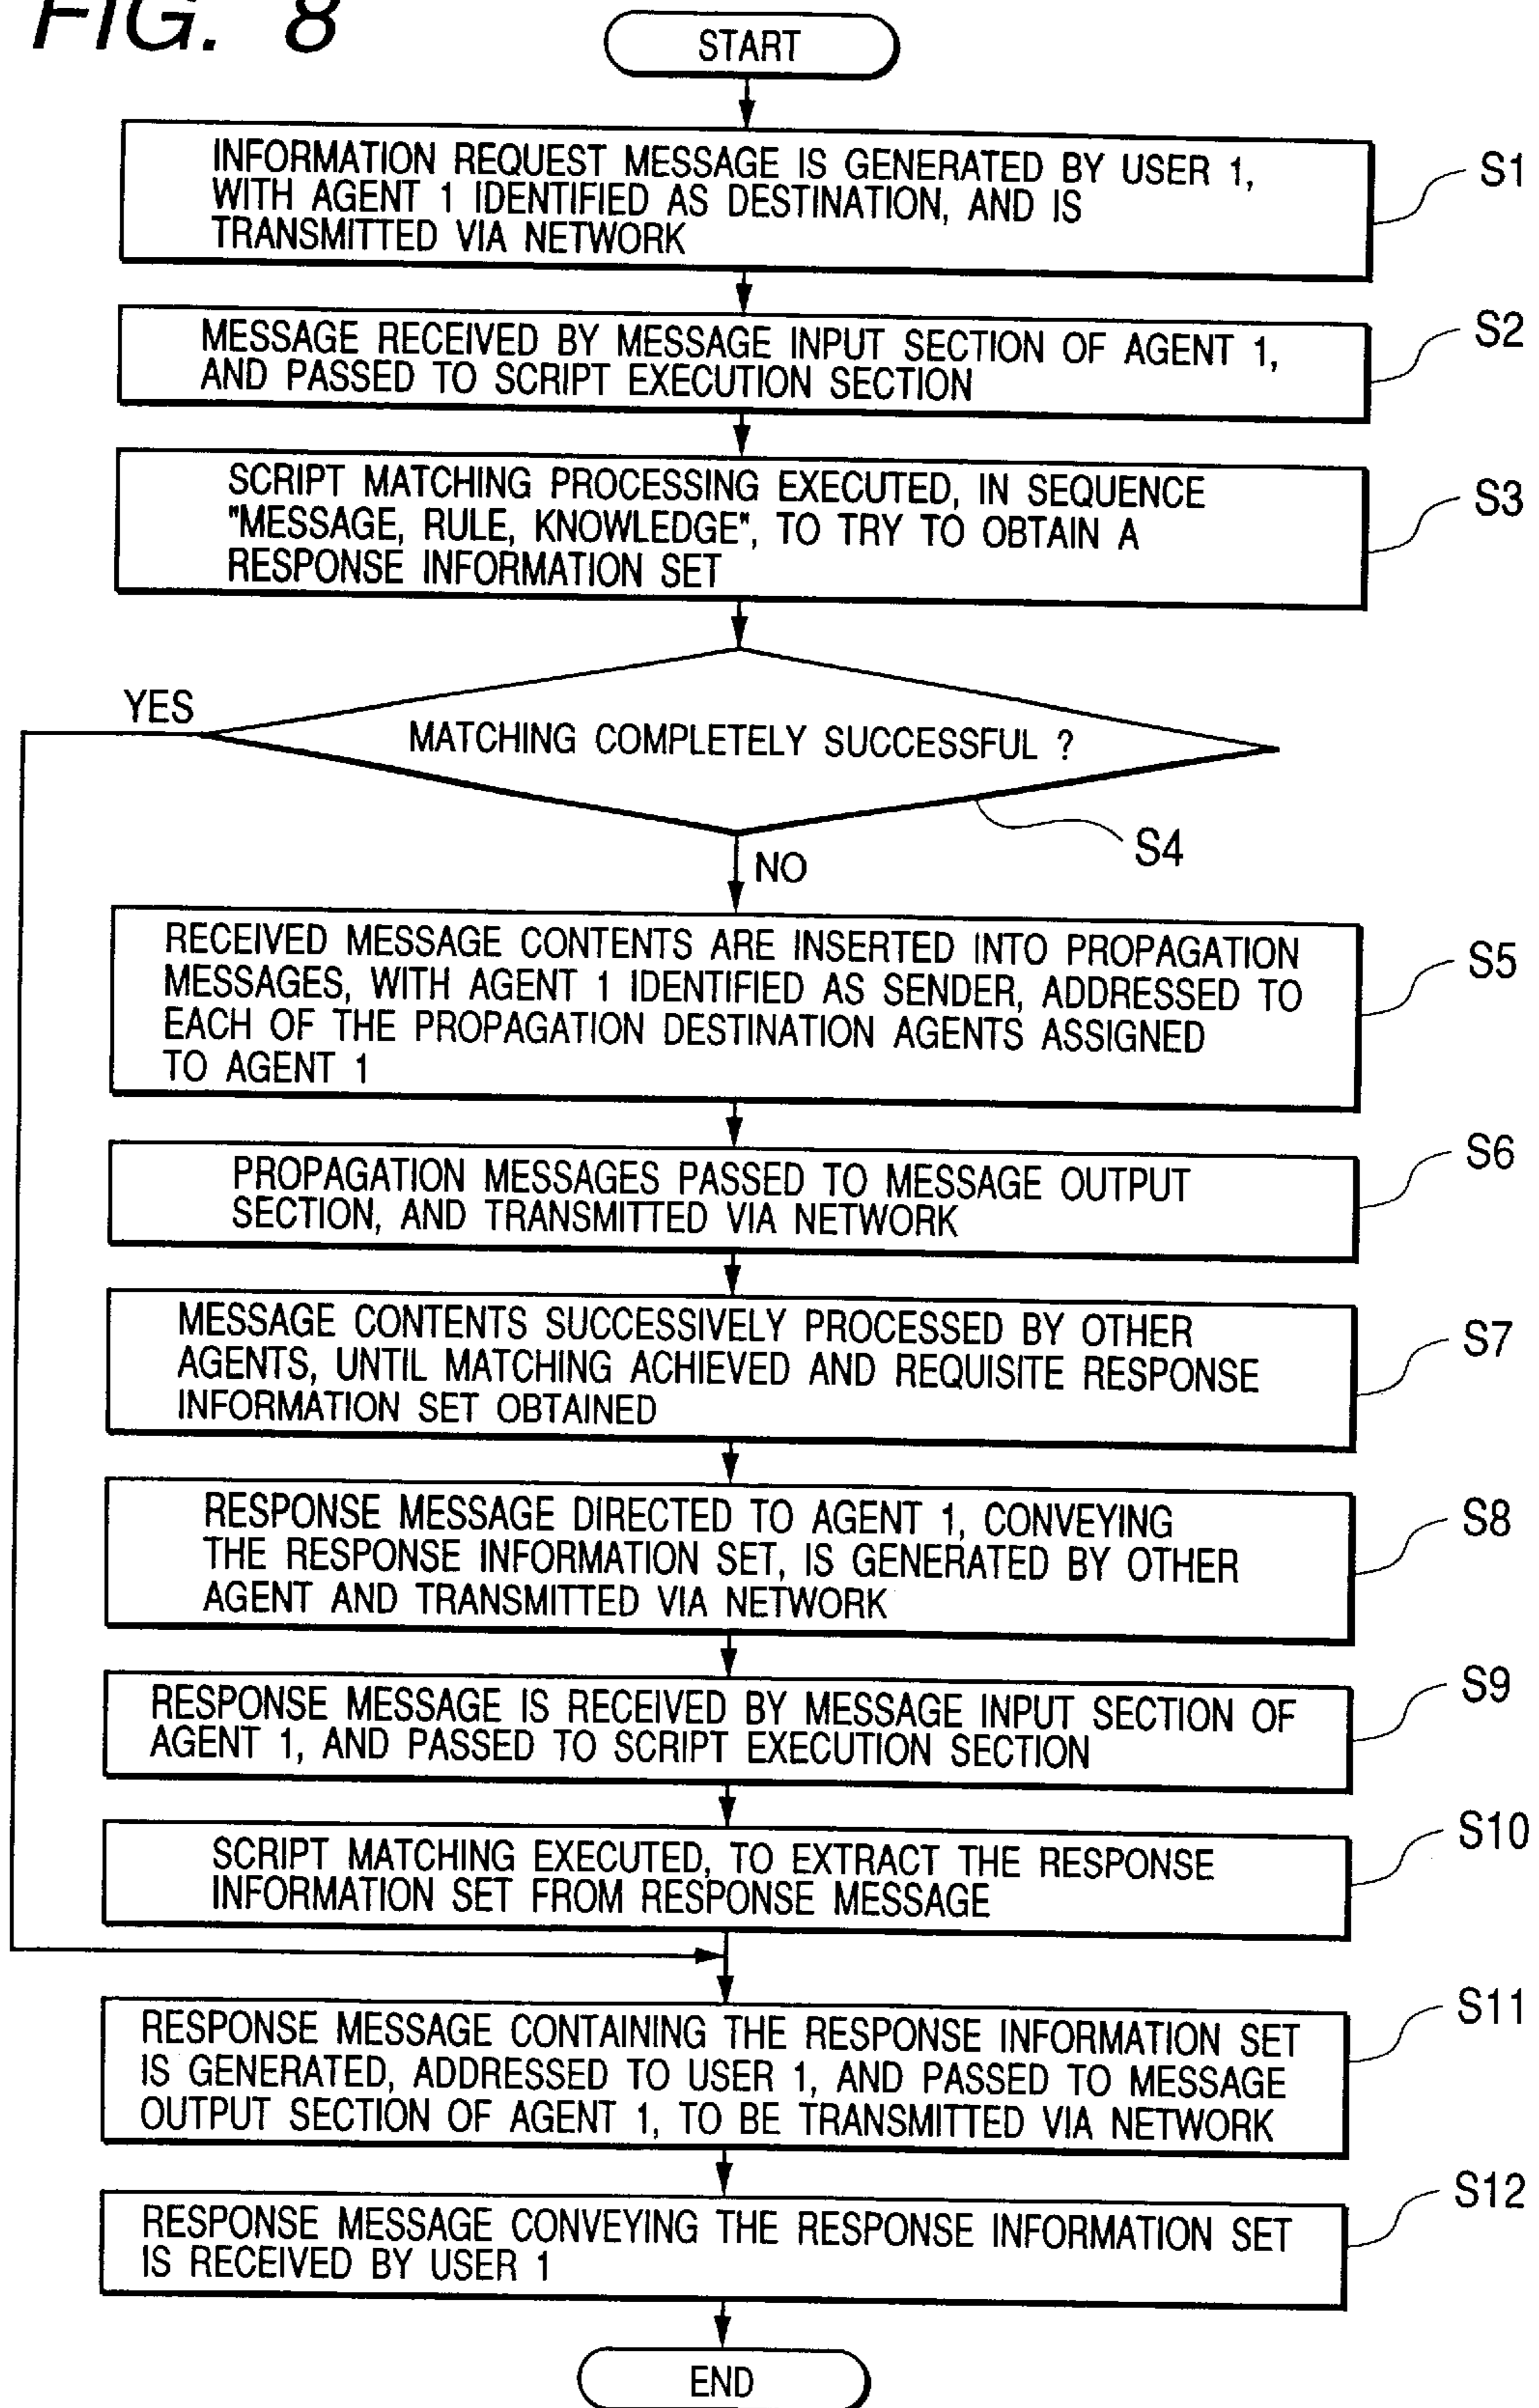 FIG. 8
START
INFORMATION REQUEST MESSAGE IS GENERATED BY USER 1,
WITH AGENT 1 IDENTIFIED AS DESTINATION, AND IS
TRANSMITTED VIA NETWORK
S1
MESSAGE RECEIVED BY MESSAGE INPUT SECTION OF AGENT 1,
AND PASSED TO SCRIPT EXECUTION SECTION
S2
SCRIPT MATCHING PROCESSING EXECUTED, IN SEQUENCE
"MESSAGE, RULE, KNOWLEDGE", TO TRY TO OBTAIN A
RESPONSE INFORMATION SET
S3
YES
MATCHING COMPLETELY SUCCESSFUL ?
S4
NO
RECEIVED MESSAGE CONTENTS ARE INSERTED INTO PROPAGATION
MESSAGES, WITH AGENT 1 IDENTIFIED AS SENDER, ADDRESSED TO
EACH OF THE PROPAGATION DESTINATION AGENTS ASSIGNED
TO AGENT 1
S5
PROPAGATION MESSAGES PASSED TO MESSAGE OUTPUT
SECTION, AND TRANSMITTED VIA NETWORK
S6
MESSAGE CONTENTS SUCCESSIVELY PROCESSED BY OTHER
AGENTS, UNTIL MATCHING ACHIEVED AND REQUISITE RESPONSE
INFORMATION SET OBTAINED
S7
RESPONSE MESSAGE DIRECTED TO AGENT 1, CONVEYING
THE RESPONSE INFORMATION SET, IS GENERATED BY OTHER
AGENT AND TRANSMITTED VIA NETWORK
S8
RESPONSE MESSAGE IS RECEIVED BY MESSAGE INPUT SECTION OF
AGENT 1, AND PASSED TO SCRIPT EXECUTION SECTION
S9
SCRIPT MATCHING EXECUTED, TO EXTRACT THE RESPONSE
INFORMATION SET FROM RESPONSE MESSAGE
S10
RESPONSE MESSAGE CONTAINING THE RESPONSE INFORMATION SET
IS GENERATED, ADDRESSED TO USER 1, AND PASSED TO MESSAGE
OUTPUT SECTION OF AGENT 1, TO BE TRANSMITTED VIA NETWORK
S11
RESPONSE MESSAGE CONVEYING THE RESPONSE INFORMATION SET
IS RECEIVED BY USER 1
S12
END